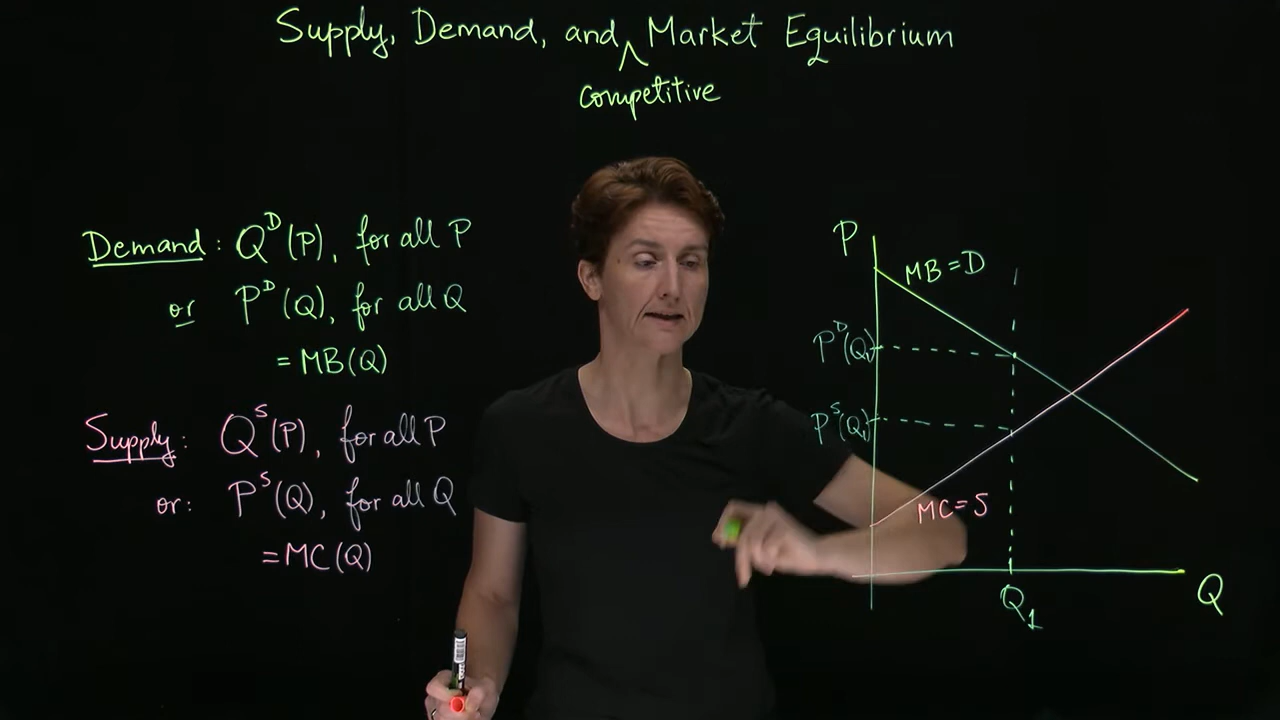 Supply, Demand, and ^ Market Equilibrium
competitive
Demand: Q^D(P), for all P
or P^D(Q), for all Q
= MB(Q)
Supply: Q^S(P), for all P
or: P^S(Q), for all Q
= MC(Q)
P
MB = D
P^D(Q₁)
P^S(Q₁)
MC = S
Q₁
Q